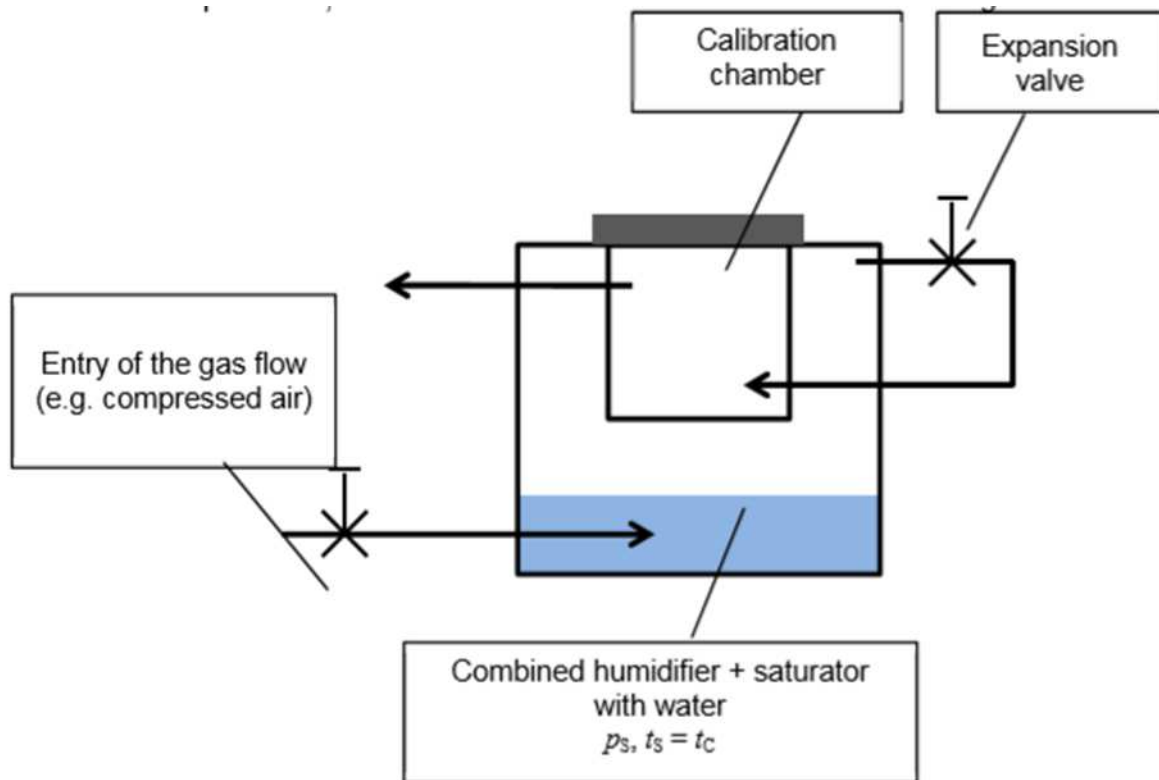 Calibration
chamber
Expansion
valve
Entry of the gas flow
(e.g. compressed air)
Combined humidifier + saturator
with water
pS, tS = tC